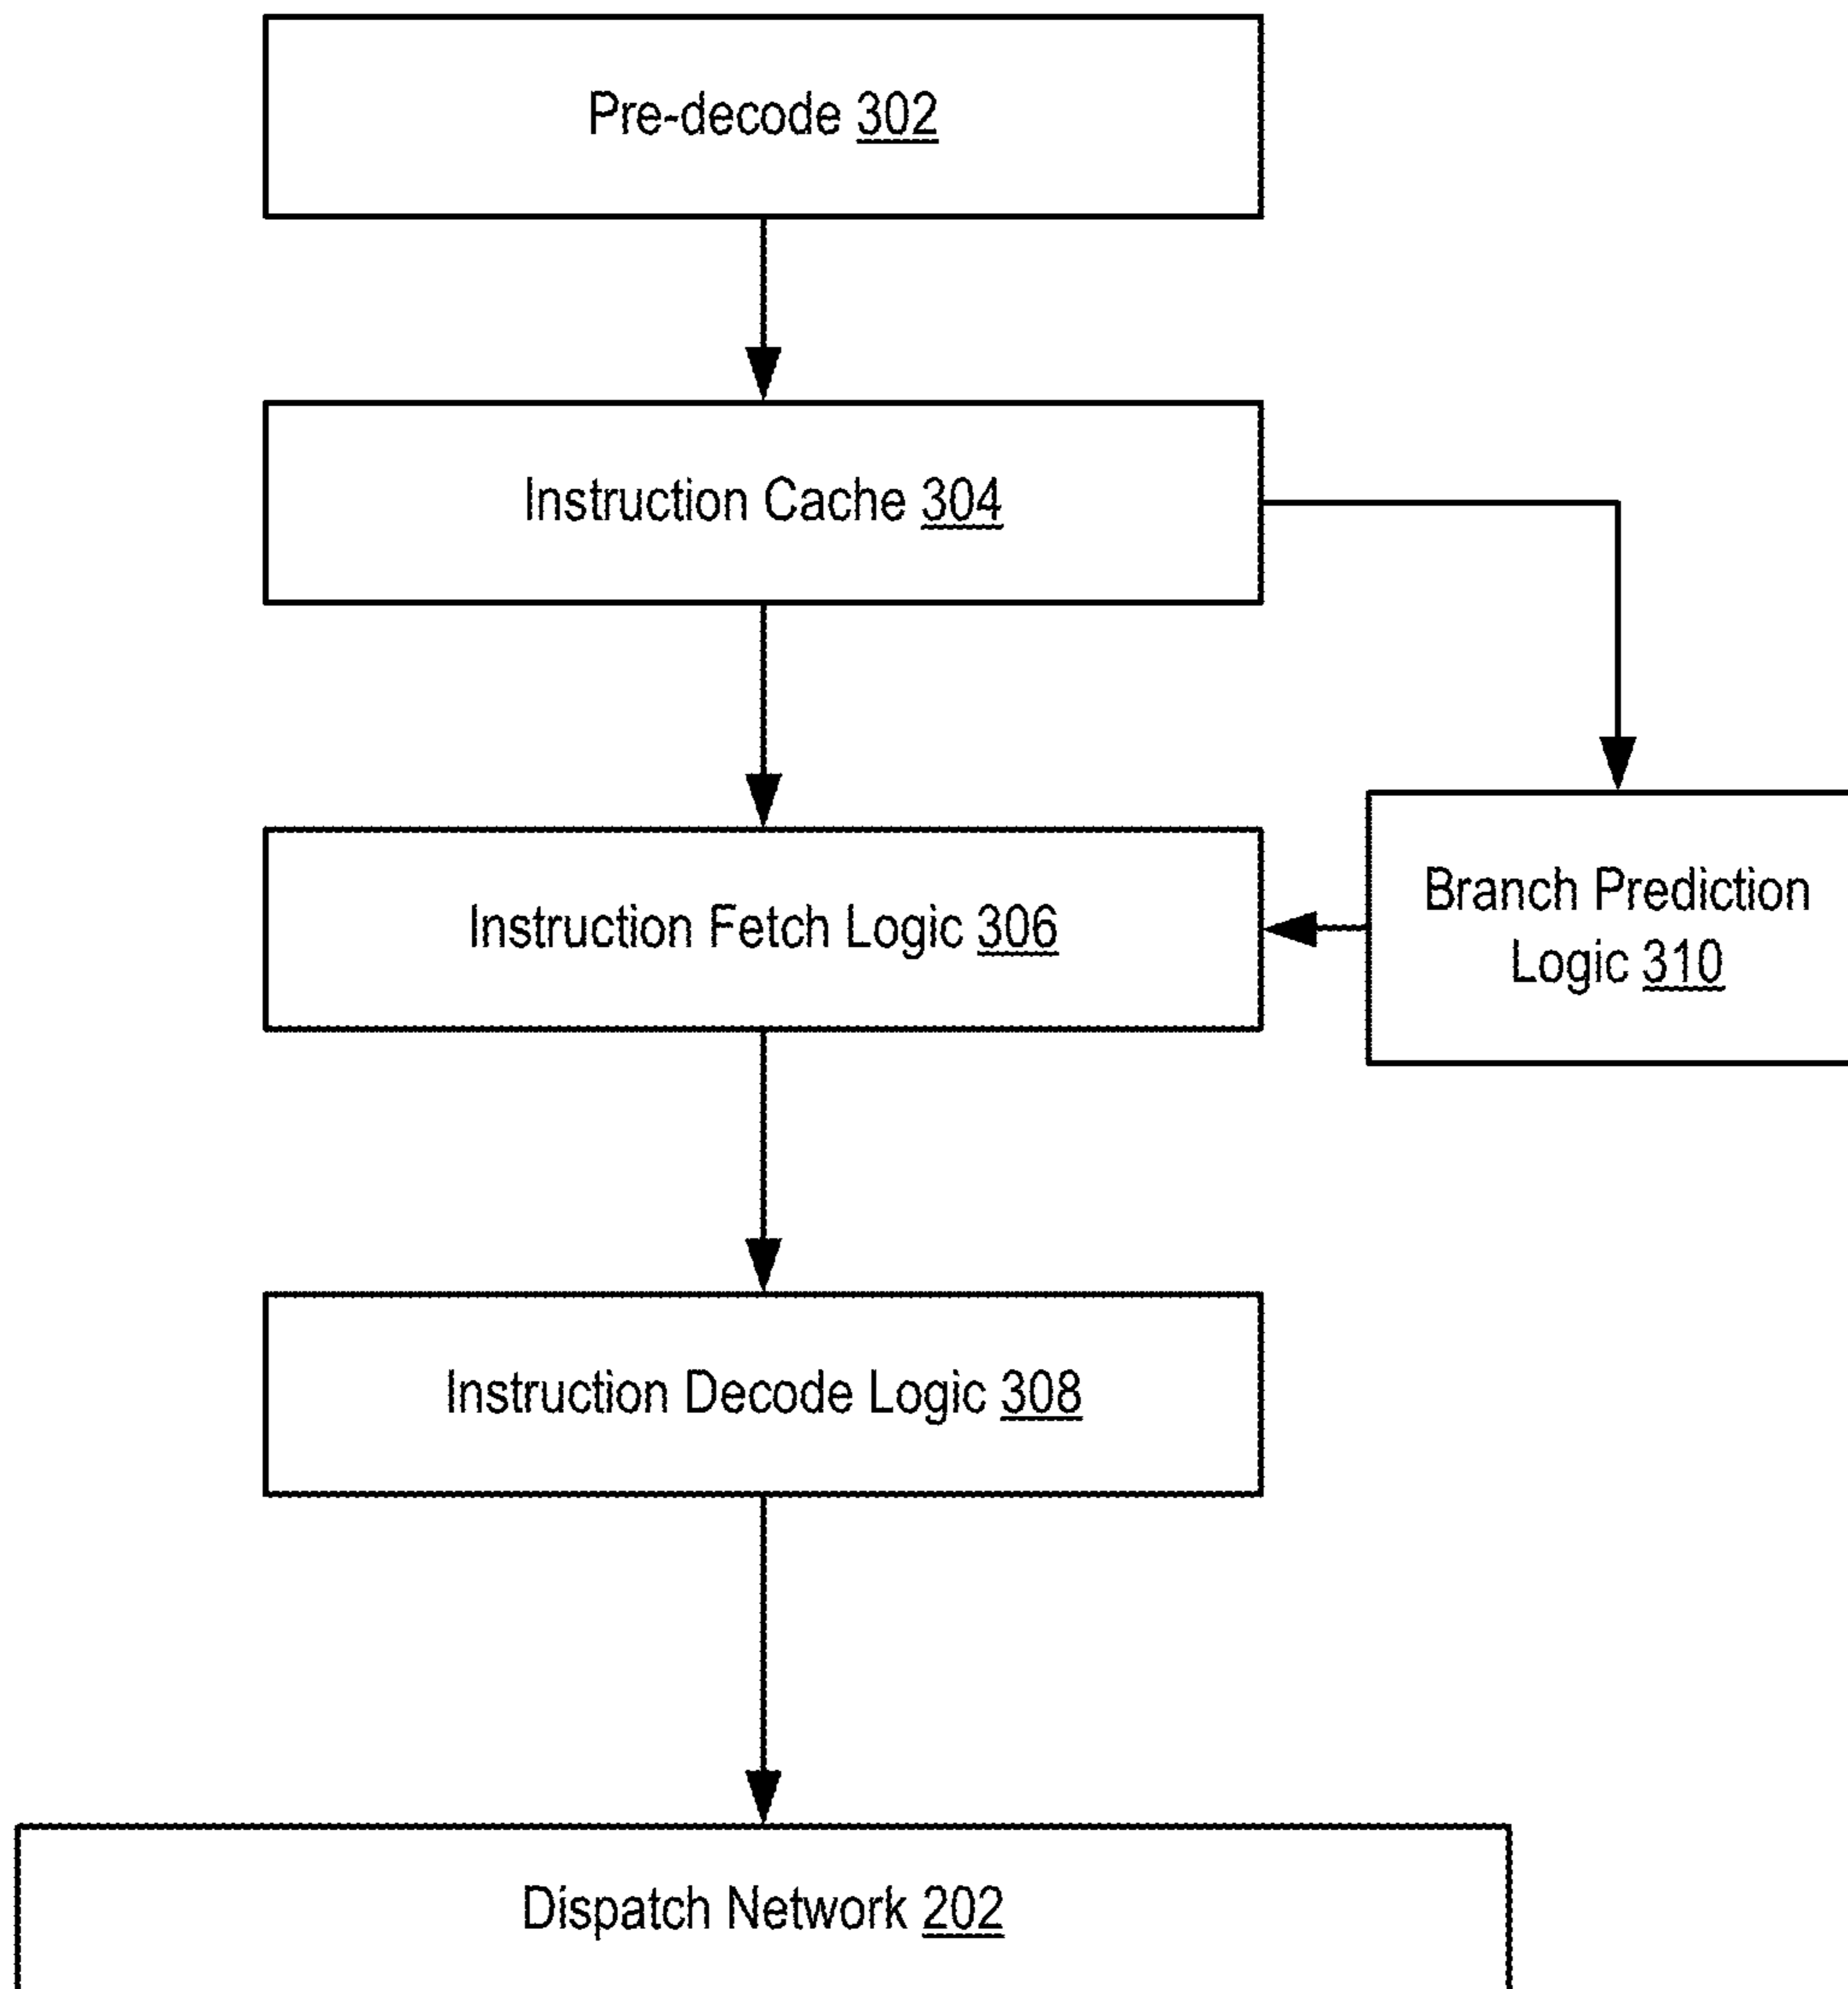 Pre-decode 302
Instruction Cache 304
Instruction Fetch Logic 306
Branch Prediction
Logic 310
Instruction Decode Logic 308
Dispatch Network 202